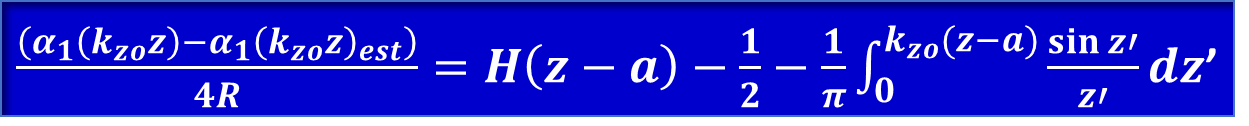 (α₁(k_zo z)−α₁(k_zo z)_est) / 4R = H(z − a) − 1/2 − 1/π ∫₀^{k_zo(z−a)} sin z′ / z′ dz′